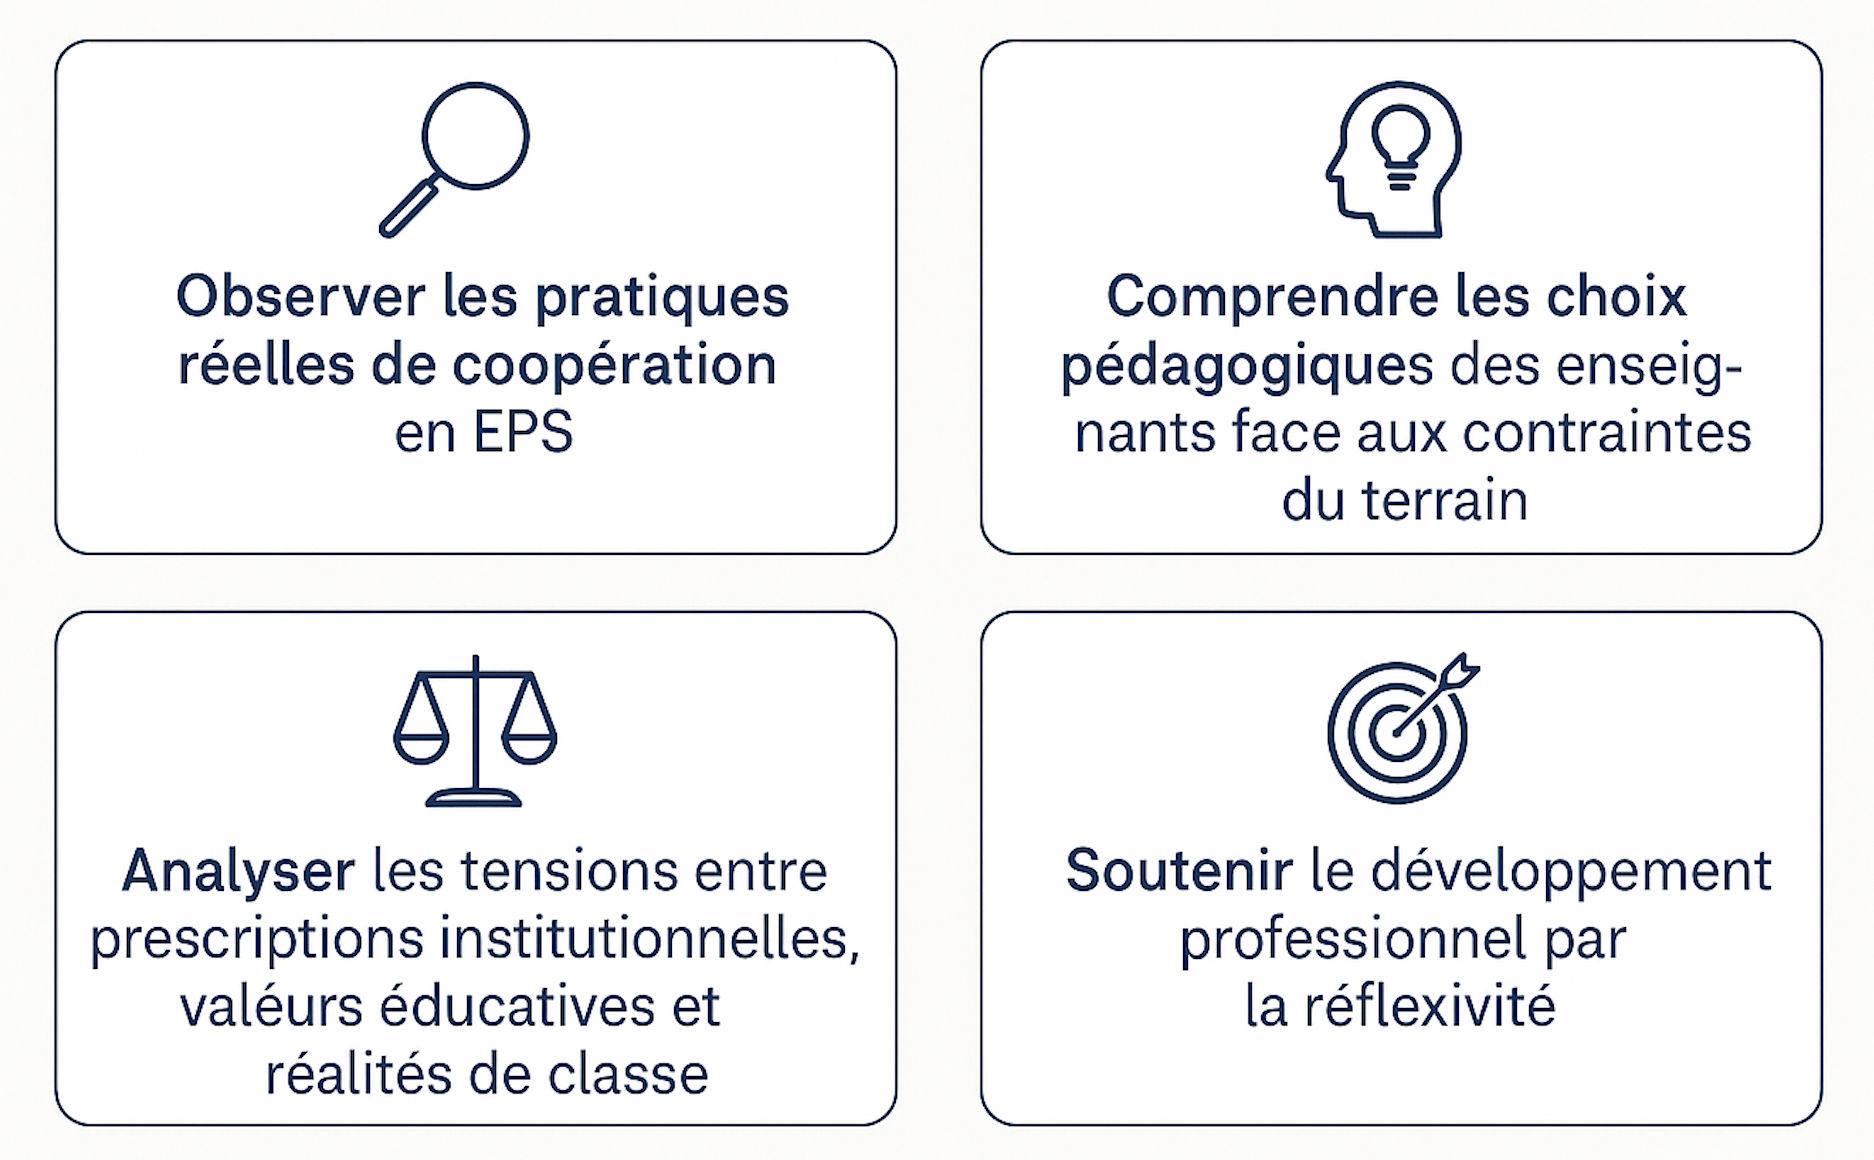 Observer les pratiques
réelles de coopération
en EPS
Comprendre les choix
pédagogiques des enseig-
nants face aux contraintes
du terrain
Analyser les tensions entre
prescriptions institutionnelles,
valéurs éducatives et
réalités de classe
Soutenir le développement
professionnel par
la réflexivité